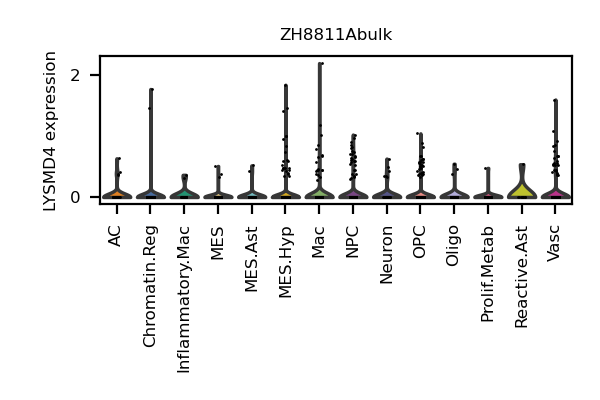 ZH8811Abulk
LYSMD4 expression
2
0
AC
Chromatin.Reg
Inflammatory.Mac
MES
MES.Ast
MES.Hyp
Mac
NPC
Neuron
OPC
Oligo
Prolif.Metab
Reactive.Ast
Vasc